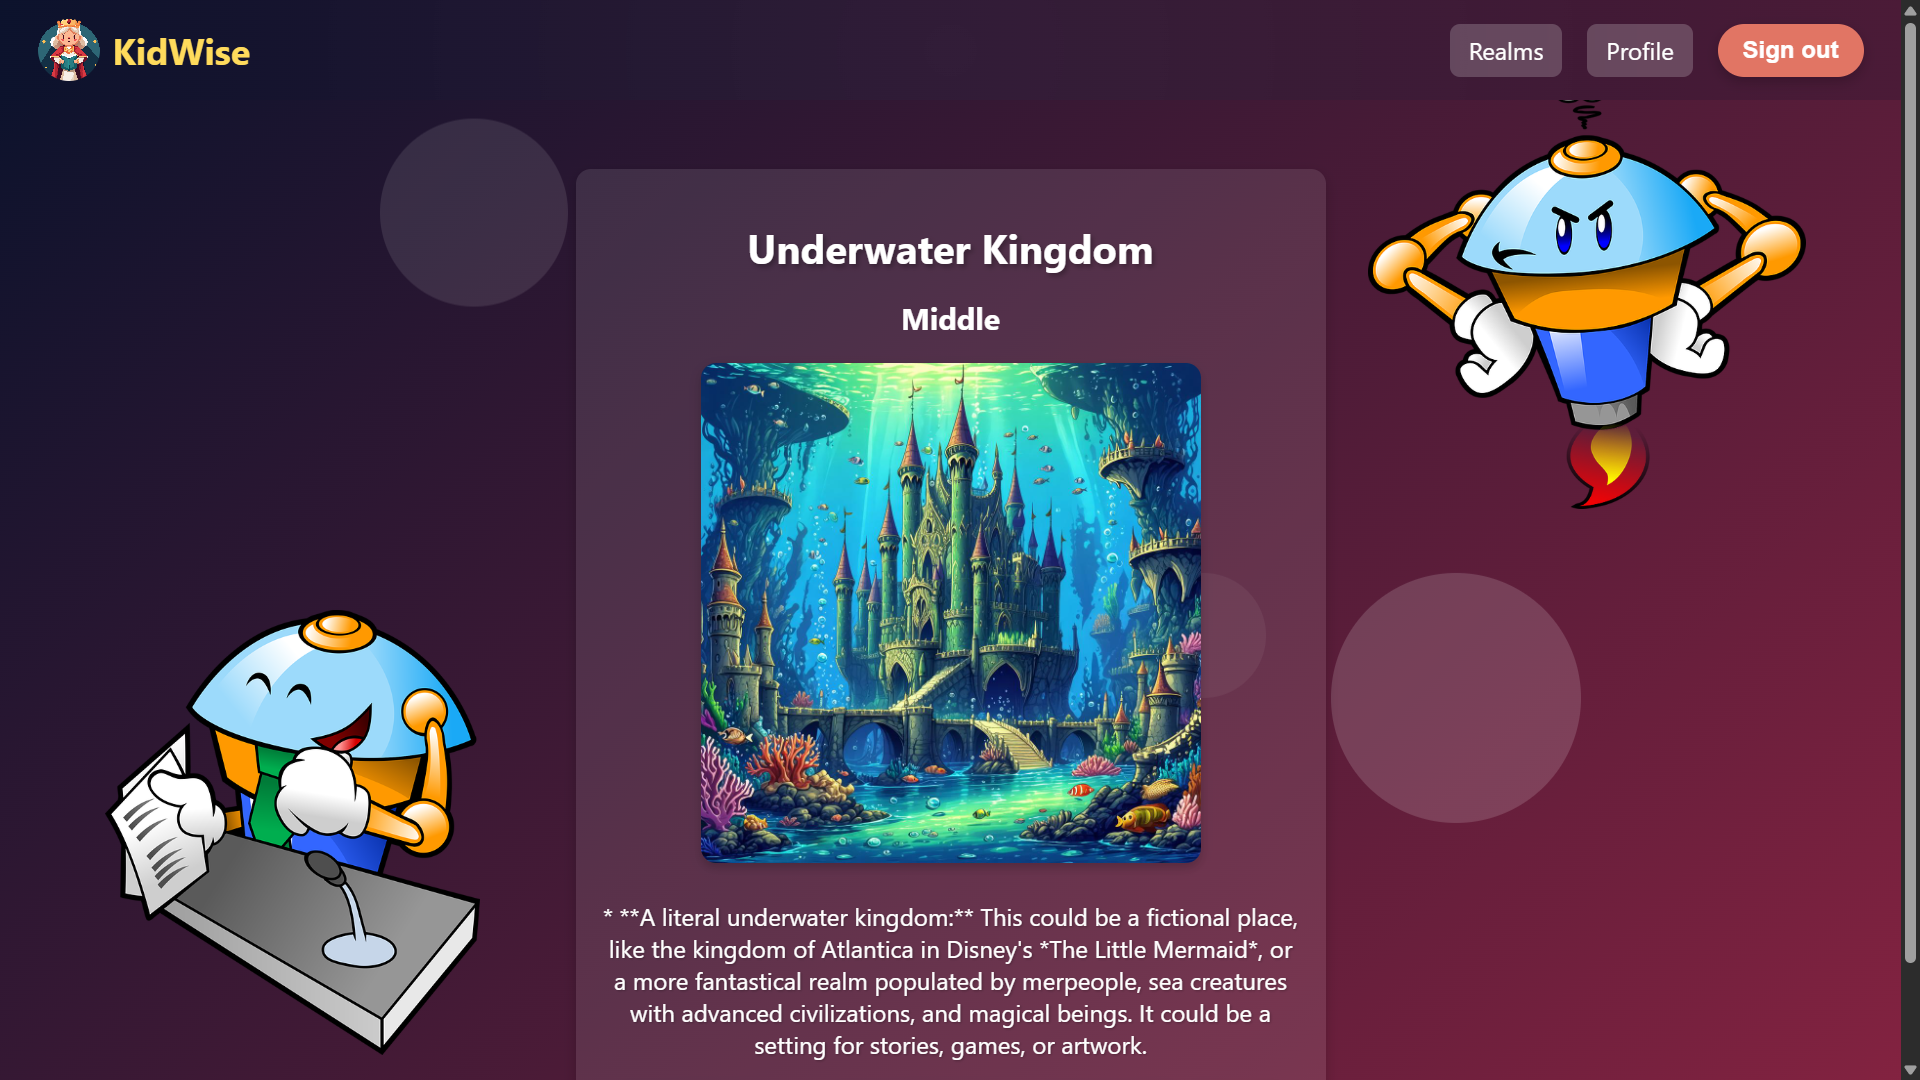 KidWise
Realms
Profile
Sign out
Underwater Kingdom
Middle
* **A literal underwater kingdom:** This could be a fictional place,
like the kingdom of Atlantica in Disney's *The Little Mermaid*, or
a more fantastical realm populated by merpeople, sea creatures
with advanced civilizations, and magical beings. It could be a
setting for stories, games, or artwork.